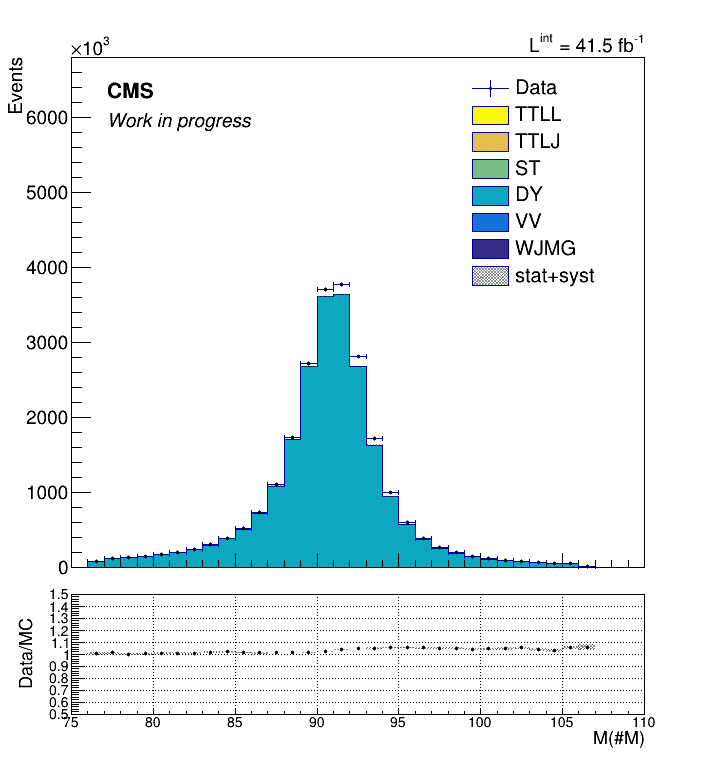 ×10³
L^int = 41.5 fb⁻¹
Events
CMS
Work in progress
Data
TTLL
TTLJ
ST
DY
VV
WJMG
stat+syst
6000
5000
4000
3000
2000
1000
0
Data/MC
1.5
1.4
1.3
1.2
1.1
1
0.9
0.8
0.7
0.6
0.5
75 80 85 90 95 100 105 110
M(#M)